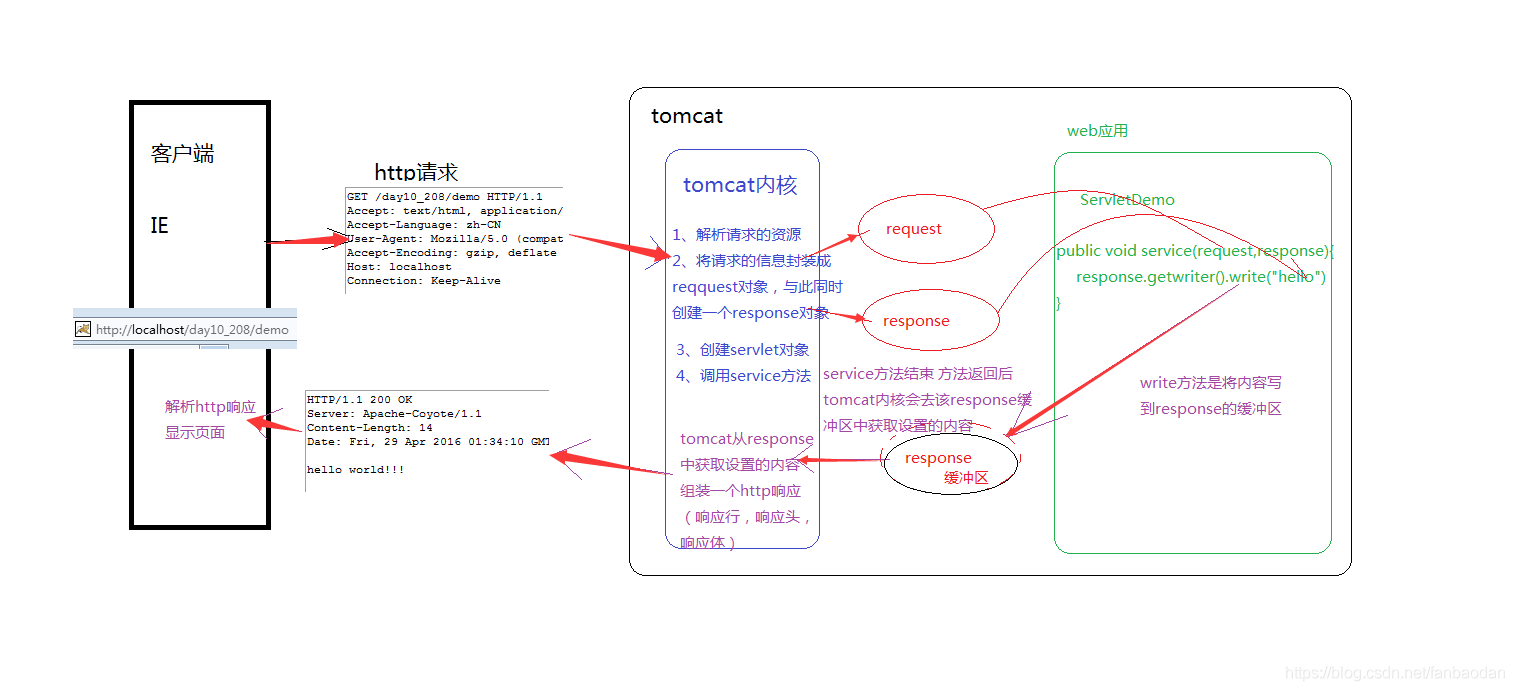 客户端
IE
http://localhost/day10_208/demo
解析http响应
显示页面
http请求
GET /day10_208/demo HTTP/1.1
Accept: text/html, application/
Accept-Language: zh-CN
User-Agent: Mozilla/5.0 (compat
Accept-Encoding: gzip, deflate
Host: localhost
Connection: Keep-Alive
HTTP/1.1 200 OK
Server: Apache-Coyote/1.1
Content-Length: 14
Date: Fri, 29 Apr 2016 01:34:10 GMT
hello world!!!
tomcat
tomcat内核
1、解析请求的资源
2、将请求的信息封装成
reqquest对象，与此同时
创建一个response对象
3、创建servlet对象
4、调用service方法
tomcat从response
中获取设置的内容
组装一个http响应
（响应行，响应头，
响应体）
request
response
service方法结束 方法返回后
tomcat内核会去该response缓
冲区中获取设置的内容
response
缓冲区
web应用
ServletDemo
public void service(request,response){
response.getwriter().write("hello")
}
write方法是将内容写
到response的缓冲区
https://blog.csdn.net/fanbaodan